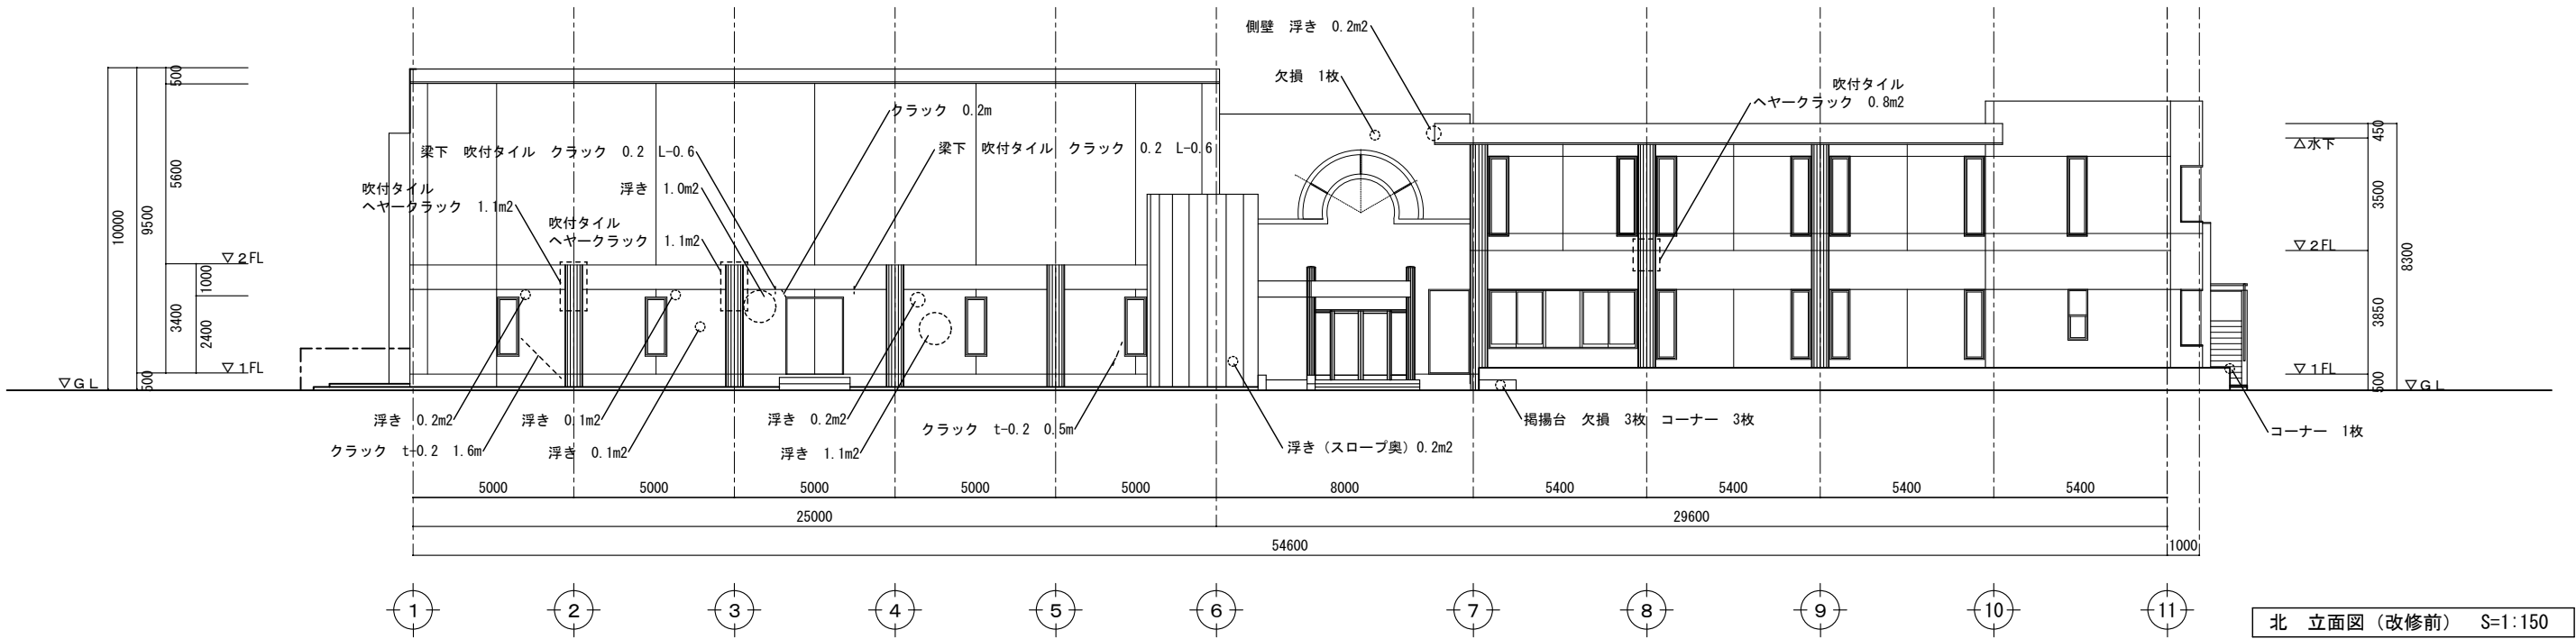 側壁 浮き 0.2m2
欠損 1枚
吹付タイル
ヘヤークラック 0.8m2
クラック 0.2m
梁下 吹付タイル クラック 0.2 L-0.6
梁下 吹付タイル クラック 0.2 L-0.6
吹付タイル
ヘヤークラック 1.1m2
浮き 1.0m2
吹付タイル
ヘヤークラック 1.1m2
500
5600
9500
10000
▽2FL
1000
3400
2400
▽1FL
500
▽GL
450
△水下
3500
▽2FL
8300
3850
▽1FL
500
▽GL
浮き 0.2m2
クラック t-0.2 1.6m
浮き 0.1m2
浮き 0.1m2
浮き 0.2m2
浮き 1.1m2
クラック t-0.2 0.5m
浮き(スロープ奥)0.2m2
掲揚台 欠損 3枚 コーナー 3枚
コーナー 1枚
5000 5000 5000 5000 5000 8000 5400 5400 5400 5400
25000 29600
54600 1000
1 2 3 4 5 6 7 8 9 10 11
北 立面図(改修前) S=1:150